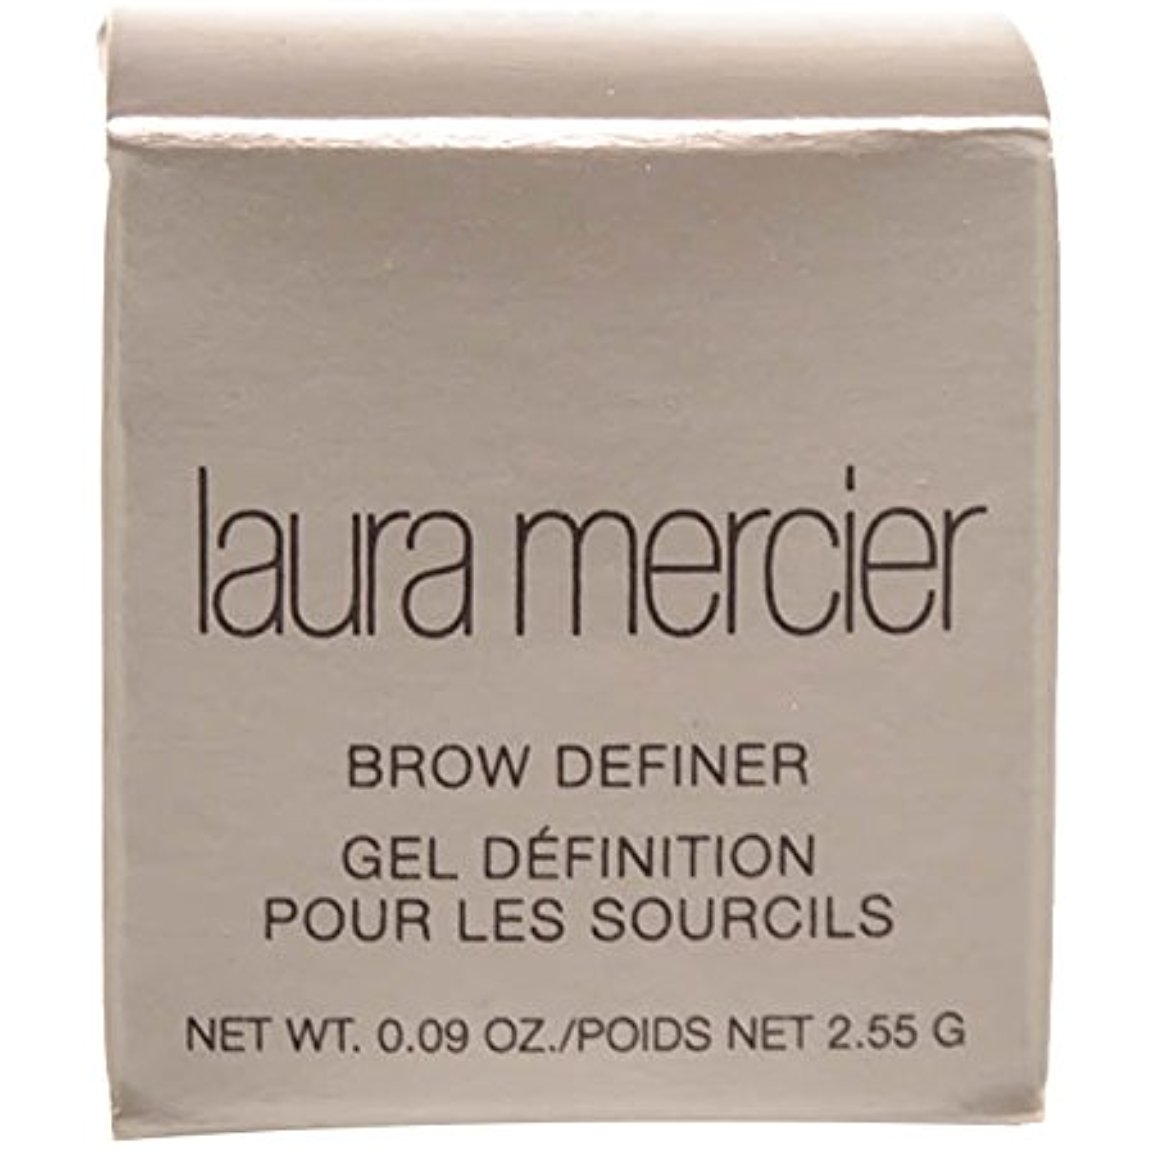 laura mercier
BROW DEFINER
GEL DÉFINITION
POUR LES SOURCILS
NET WT. 0.09 OZ./POIDS NET 2.55 G